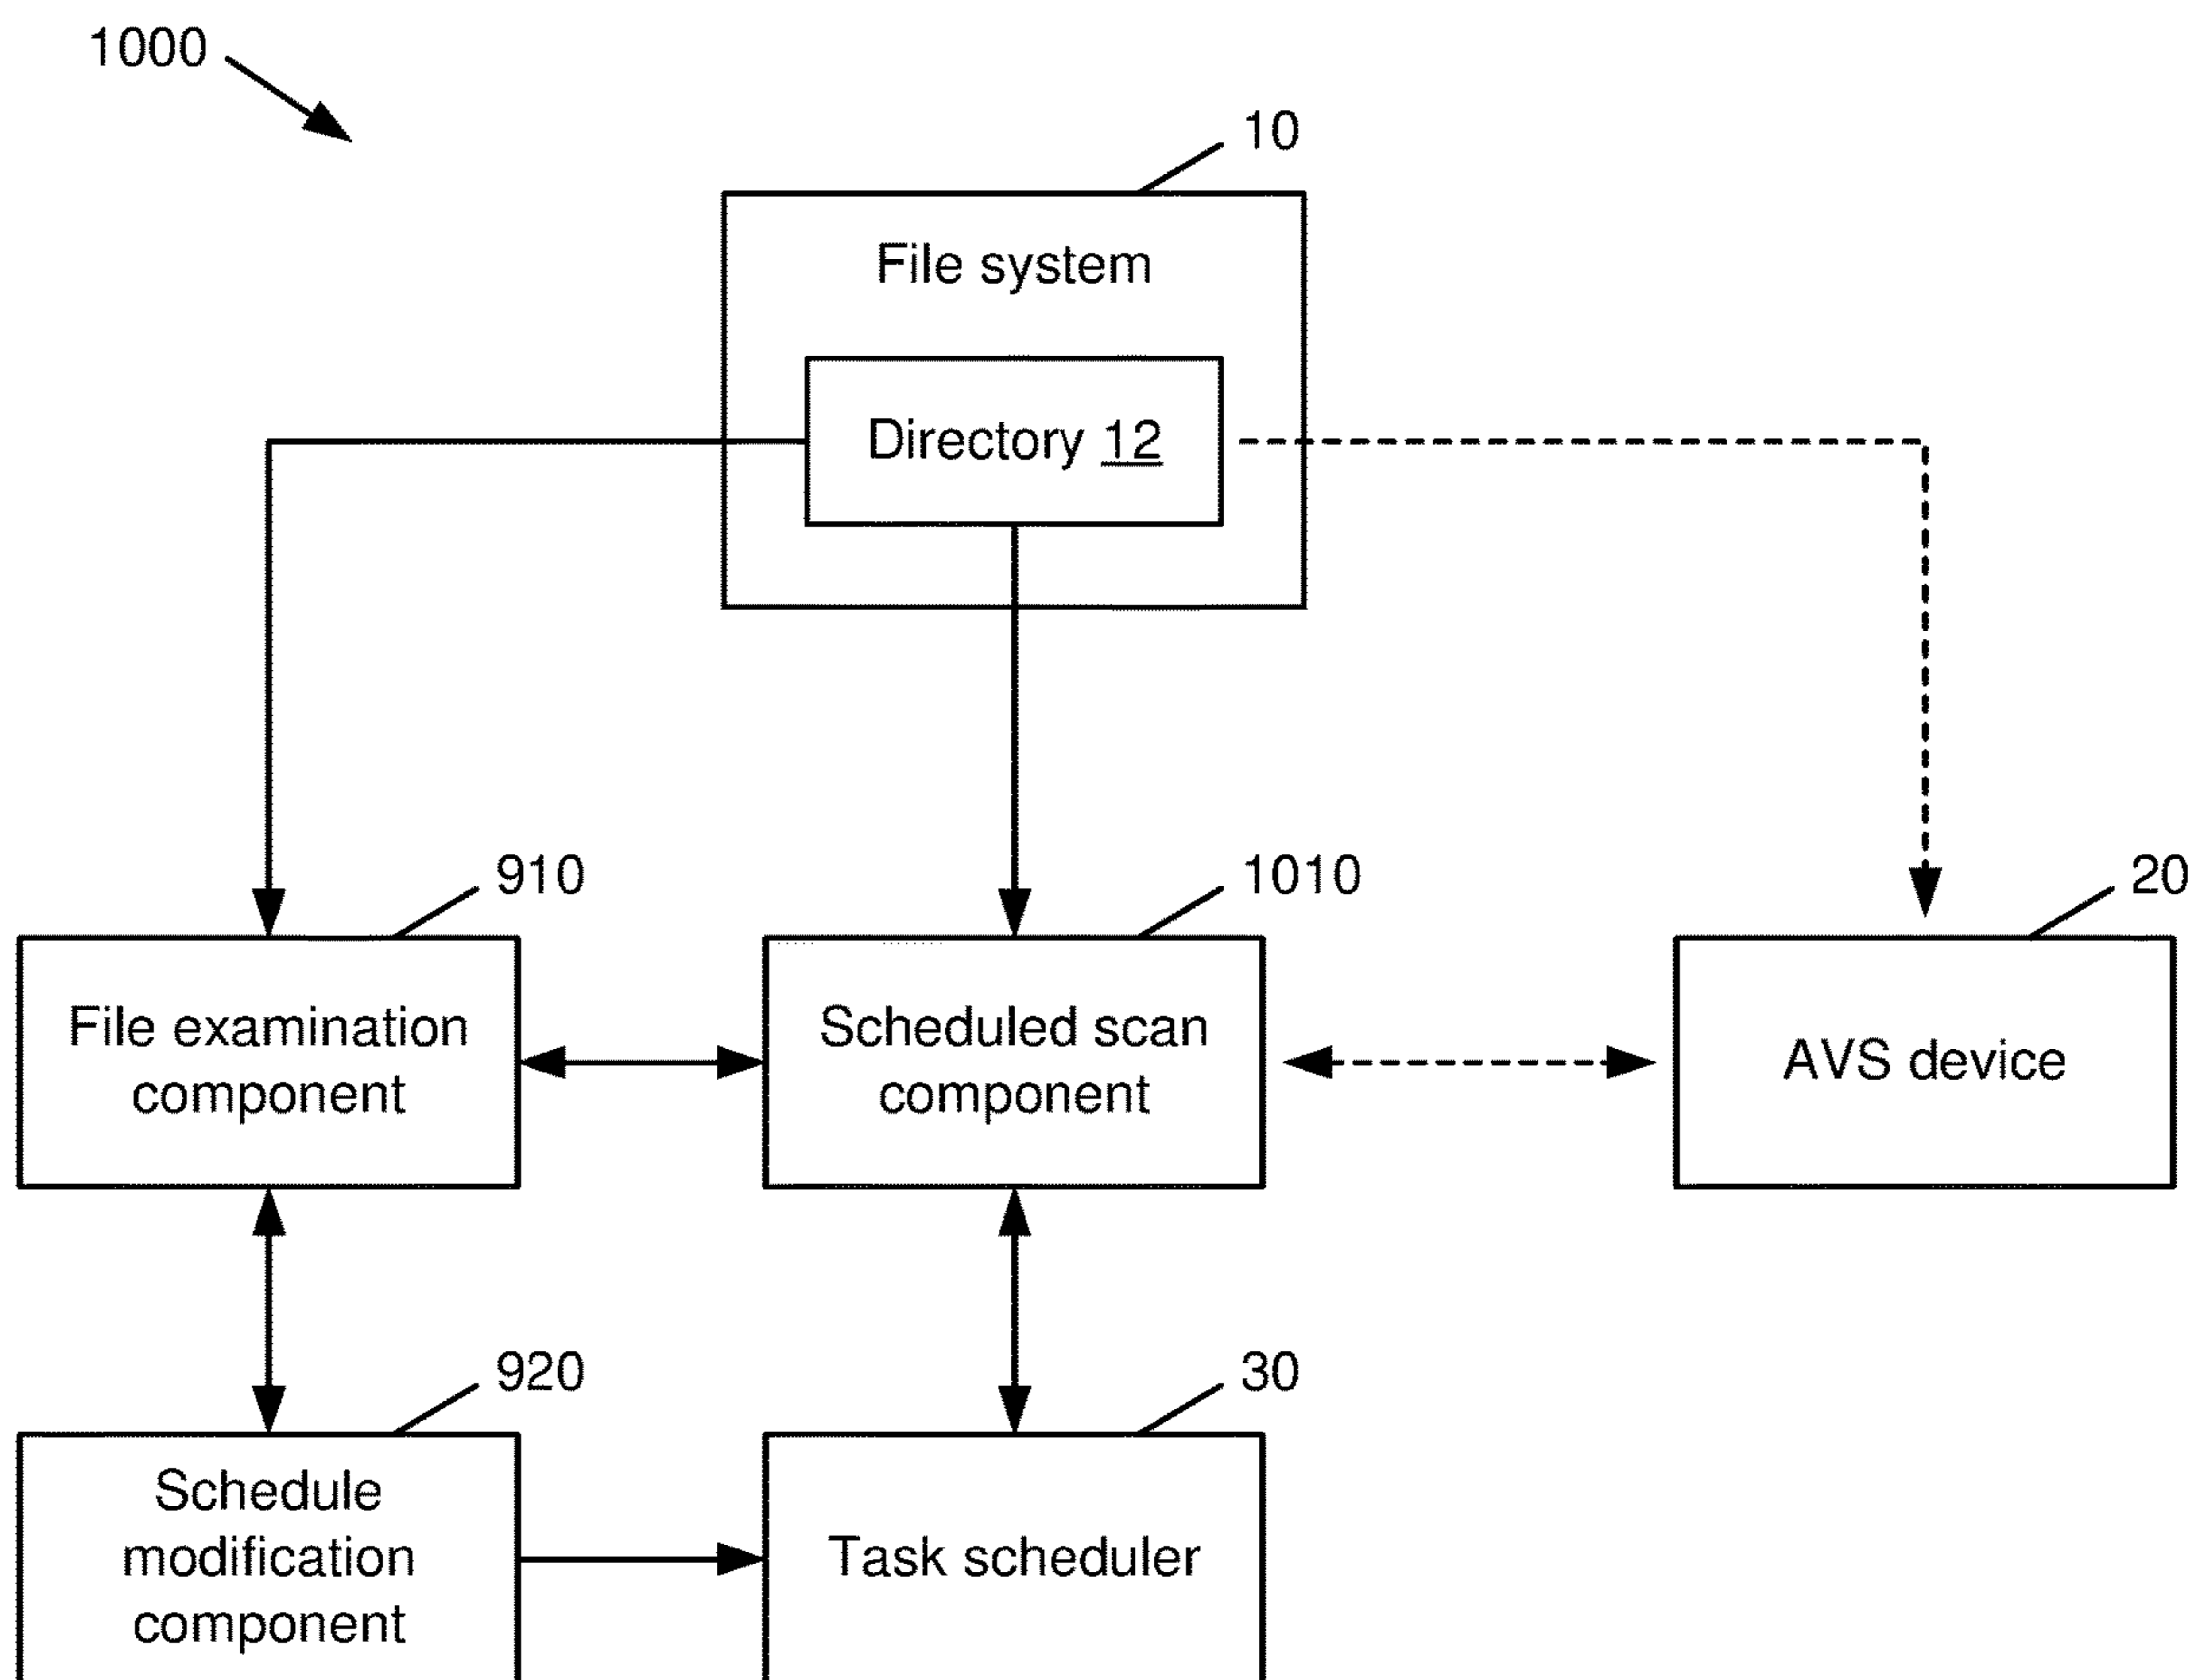 1000
10
File system
Directory 12
910
1010
20
File examination
component
Scheduled scan
component
AVS device
920
30
Schedule
modification
component
Task scheduler